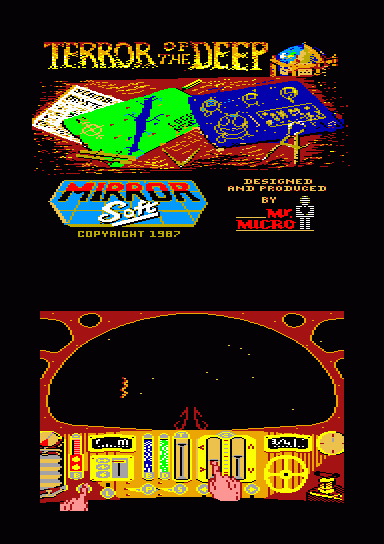 TERROR OF THE DEEP
MIRROR
Soft
COPYRIGHT 1987
DESIGNED
AND PRODUCED
BY
Mr.
MICRO